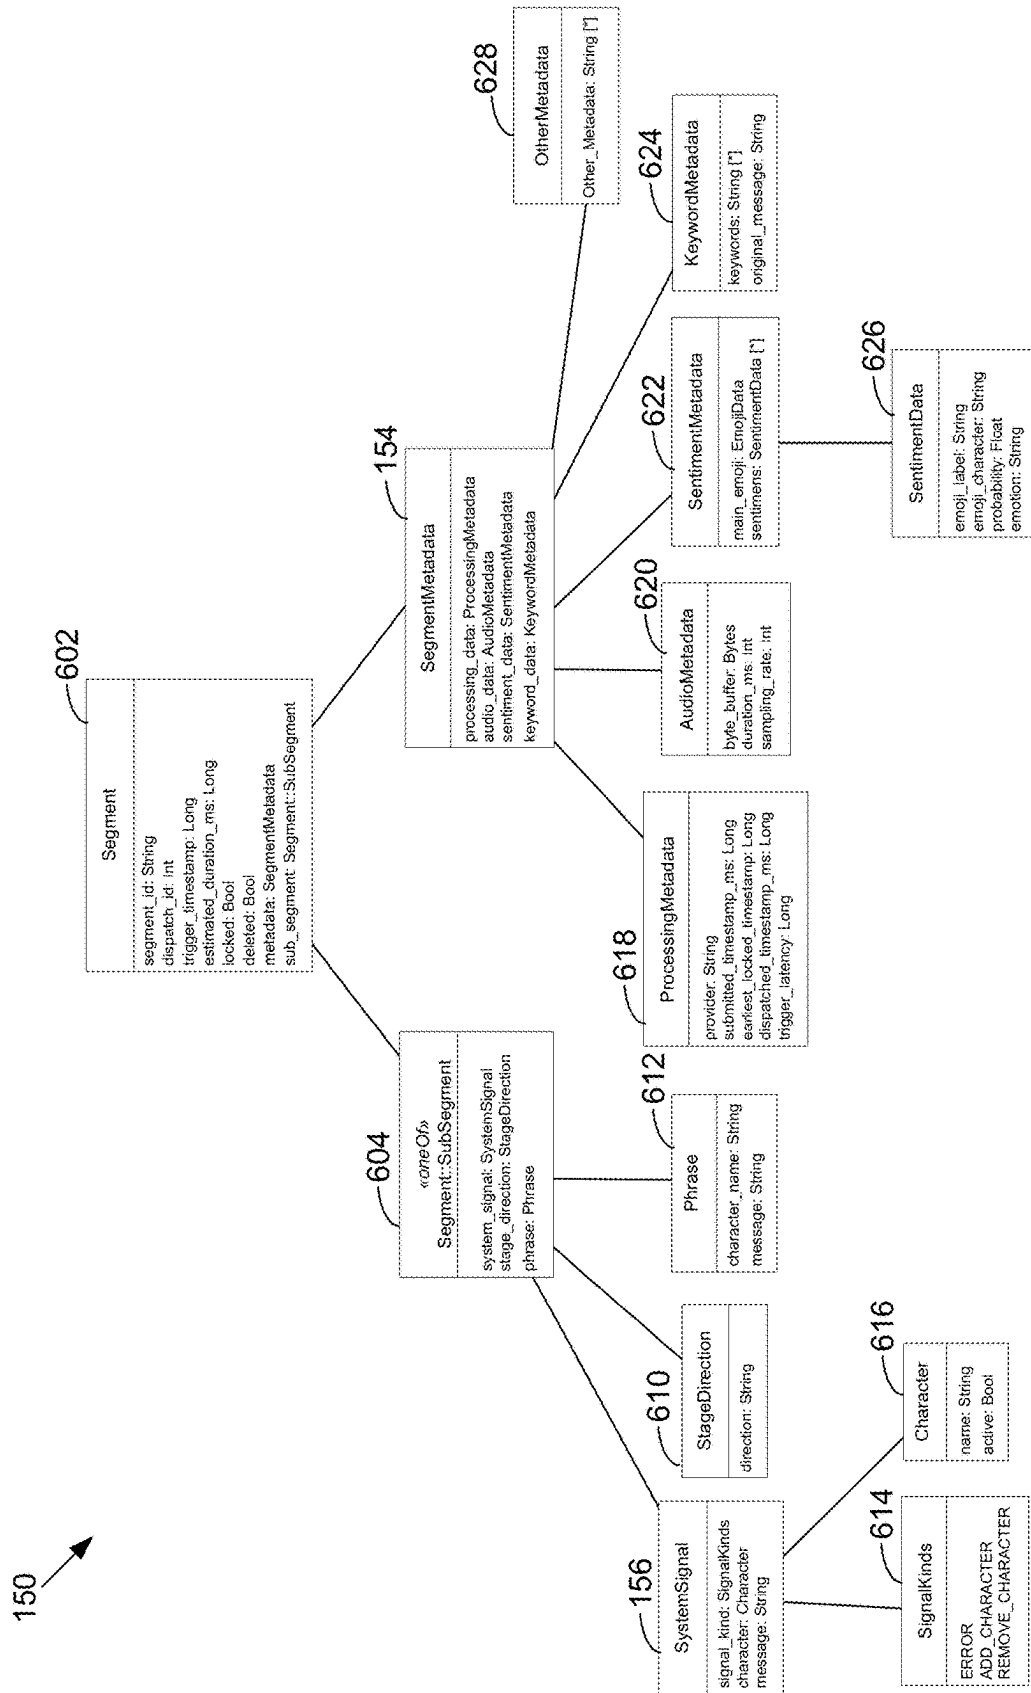 150
602
Segment
segment_id: String
dispatch_id: Int
trigger_timestamp: Long
estimated_duration_ms: Long
locked: Bool
deleted: Bool
metadata: SegmentMetadata
sub_segment: Segment::SubSegment
604
«oneOf»
Segment::SubSegment
system_signal: SystemSignal
stage_direction: StageDirection
phrase: Phrase
154
SegmentMetadata
processing_data: ProcessingMetadata
audio_data: AudioMetadata
sentiment_data: SentimentMetadata
keyword_data: KeywordMetadata
628
OtherMetadata
Other_Metadata: String [*]
156
SystemSignal
signal_kind: SignalKinds
character: Character
message: String
610
StageDirection
direction: String
612
Phrase
character_name: String
message: String
618
ProcessingMetadata
provider: String
submitted_timestamp_ms: Long
earliest_locked_timestamp: Long
dispatched_timestamp_ms: Long
trigger_latency: Long
620
AudioMetadata
byte_buffer: Bytes
duration_ms: Int
sampling_rate: Int
622
SentimentMetadata
main_emoji: EmojiData
sentimens: SentimentData [*]
624
KeywordMetadata
keywords: String [*]
original_message: String
614
SignalKinds
ERROR
ADD_CHARACTER
REMOVE_CHARACTER
616
Character
name: String
active: Bool
626
SentimentData
emoji_label: String
emoji_character: String
probability: Float
emotion: String